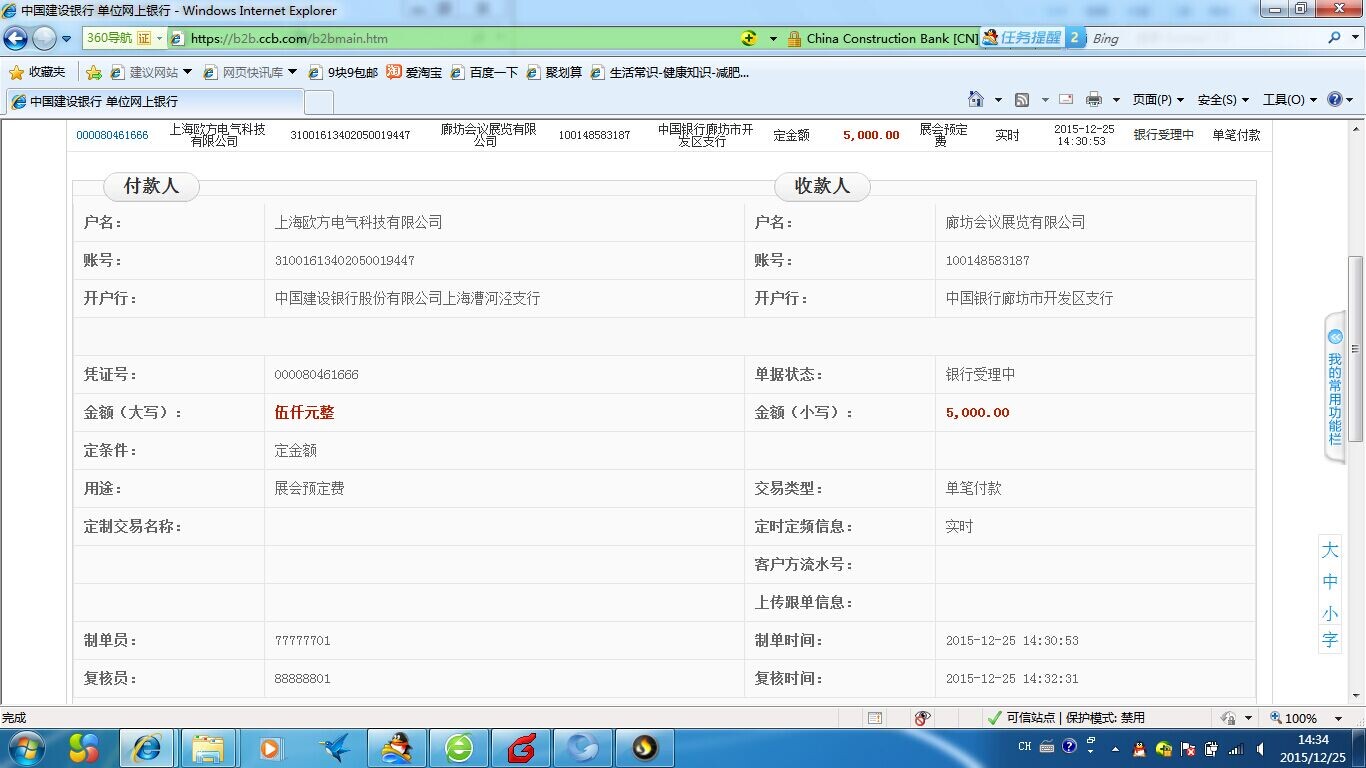 中国建设银行 单位网上银行 - Windows Internet Explorer
360导航 证 https://b2b.ccb.com/b2bmain.htm China Construction Bank [CN] 任务提醒 2 Bing
收藏夹 建议网站 网页快讯库 9块9包邮 淘 爱淘宝 百度一下 聚划算 生活常识-健康知识-减肥...
中国建设银行 单位网上银行 页面(P) 安全(S) 工具(O)
000080461666 上海欧方电气科技有限公司 31001613402050019447 廊坊会议展览有限公司 100148583187 中国银行廊坊市开发区支行 定金额 5,000.00 展会预定费 实时 2015-12-25 14:30:53 银行受理中 单笔付款
付款人 收款人
户名： 上海欧方电气科技有限公司 户名： 廊坊会议展览有限公司
账号： 31001613402050019447 账号： 100148583187
开户行： 中国建设银行股份有限公司上海漕河泾支行 开户行： 中国银行廊坊市开发区支行
凭证号： 000080461666 单据状态： 银行受理中
金额（大写）： 伍仟元整 金额（小写）： 5,000.00
定条件： 定金额
用途： 展会预定费 交易类型： 单笔付款
定制交易名称： 定时定频信息： 实时
客户方流水号：
上传跟单信息：
制单员： 77777701 制单时间： 2015-12-25 14:30:53
复核员： 88888801 复核时间： 2015-12-25 14:32:31
我的常用功能栏
大
中
小
字
完成 可信站点 | 保护模式: 禁用 100%
CH 14:34
2015/12/25